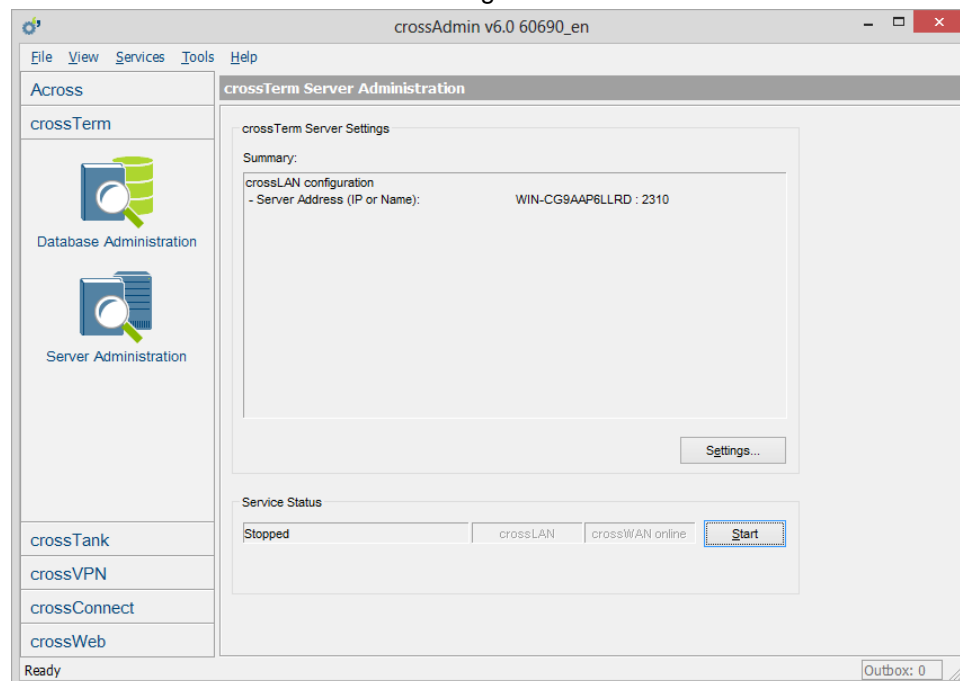 crossAdmin v6.0 60690_en
File View Services Tools Help
Across
crossTerm Server Administration
crossTerm
crossTerm Server Settings
Summary:
crossLAN configuration
- Server Address (IP or Name): WIN-CG9AAP6LLRD : 2310
Database Administration
Server Administration
Settings...
Service Status
Stopped crossLAN crossWAN online Start
crossTank
crossVPN
crossConnect
crossWeb
Ready Outbox: 0